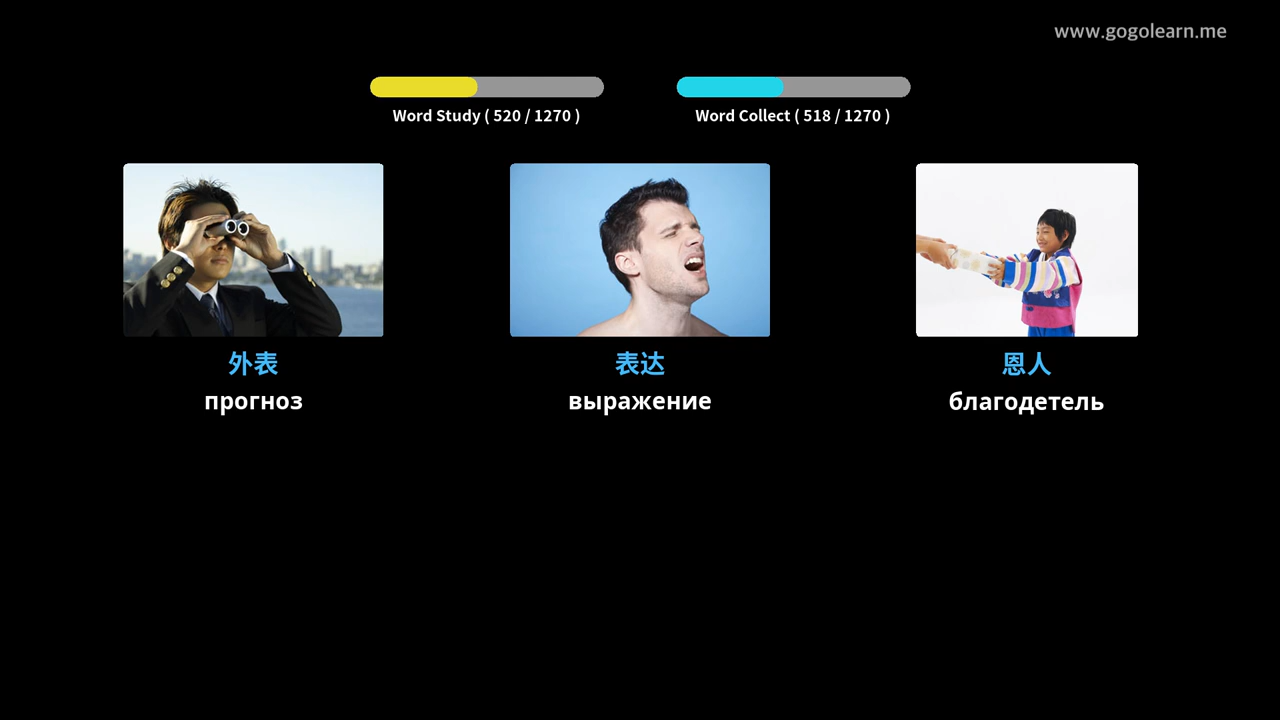 www.gogolearn.me
Word Study ( 520 / 1270 )
Word Collect ( 518 / 1270 )
外表
表达
恩人
прогноз
выражение
благодетель